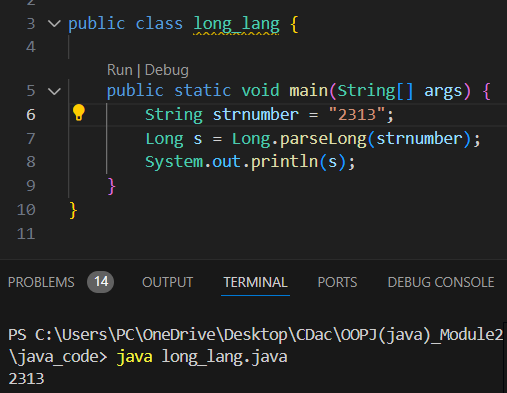 2
3 public class long_lang {
4
Run | Debug
5 public static void main(String[] args) {
6 String strnumber = "2313";
7 Long s = Long.parseLong(strnumber);
8 System.out.println(s);
9 }
10 }
11
PROBLEMS 14 OUTPUT TERMINAL PORTS DEBUG CONSOLE
PS C:\Users\PC\OneDrive\Desktop\CDac\OOPJ(java)_Module2
\java_code> java long_lang.java
2313